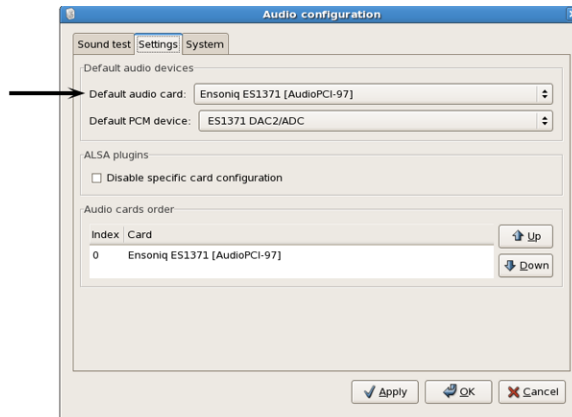 Audio configuration
Sound test Settings System
Default audio devices
Default audio card: Ensoniq ES1371 [AudioPCI-97]
Default PCM device: ES1371 DAC2/ADC
ALSA plugins
Disable specific card configuration
Audio cards order
Index Card
0 Ensoniq ES1371 [AudioPCI-97]
Up
Down
Apply OK Cancel